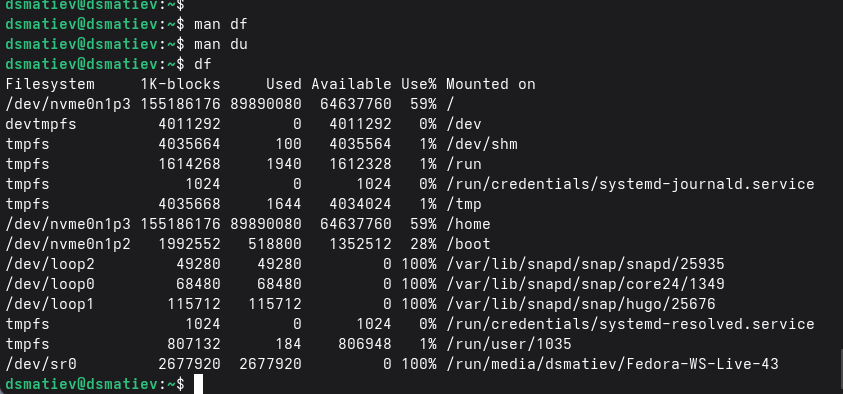 dsmatiev@dsmatiev:~$
dsmatiev@dsmatiev:~$ man df
dsmatiev@dsmatiev:~$ man du
dsmatiev@dsmatiev:~$ df
Filesystem     1K-blocks     Used Available Use% Mounted on
/dev/nvme0n1p3 155186176 89890080  64637760  59% /
devtmpfs         4011292        0   4011292   0% /dev
tmpfs            4035664      100   4035564   1% /dev/shm
tmpfs            1614268     1940   1612328   1% /run
tmpfs               1024        0      1024   0% /run/credentials/systemd-journald.service
tmpfs            4035668     1644   4034024   1% /tmp
/dev/nvme0n1p3 155186176 89890080  64637760  59% /home
/dev/nvme0n1p2   1992552   518800   1352512  28% /boot
/dev/loop2         49280    49280         0 100% /var/lib/snapd/snap/snapd/25935
/dev/loop0         68480    68480         0 100% /var/lib/snapd/snap/core24/1349
/dev/loop1        115712   115712         0 100% /var/lib/snapd/snap/hugo/25676
tmpfs               1024        0      1024   0% /run/credentials/systemd-resolved.service
tmpfs             807132      184    806948   1% /run/user/1035
/dev/sr0         2677920  2677920         0 100% /run/media/dsmatiev/Fedora-WS-Live-43
dsmatiev@dsmatiev:~$